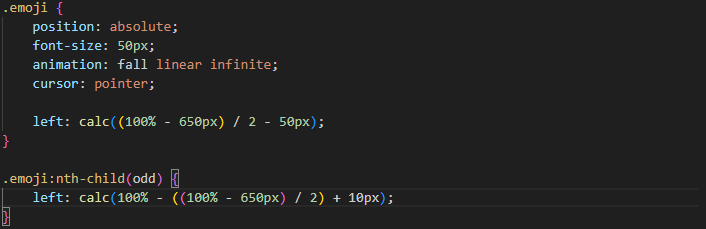 .emoji {
    position: absolute;
    font-size: 50px;
    animation: fall linear infinite;
    cursor: pointer;

    left: calc((100% - 650px) / 2 - 50px);
}

.emoji:nth-child(odd) {
    left: calc(100% - ((100% - 650px) / 2) + 10px);
}